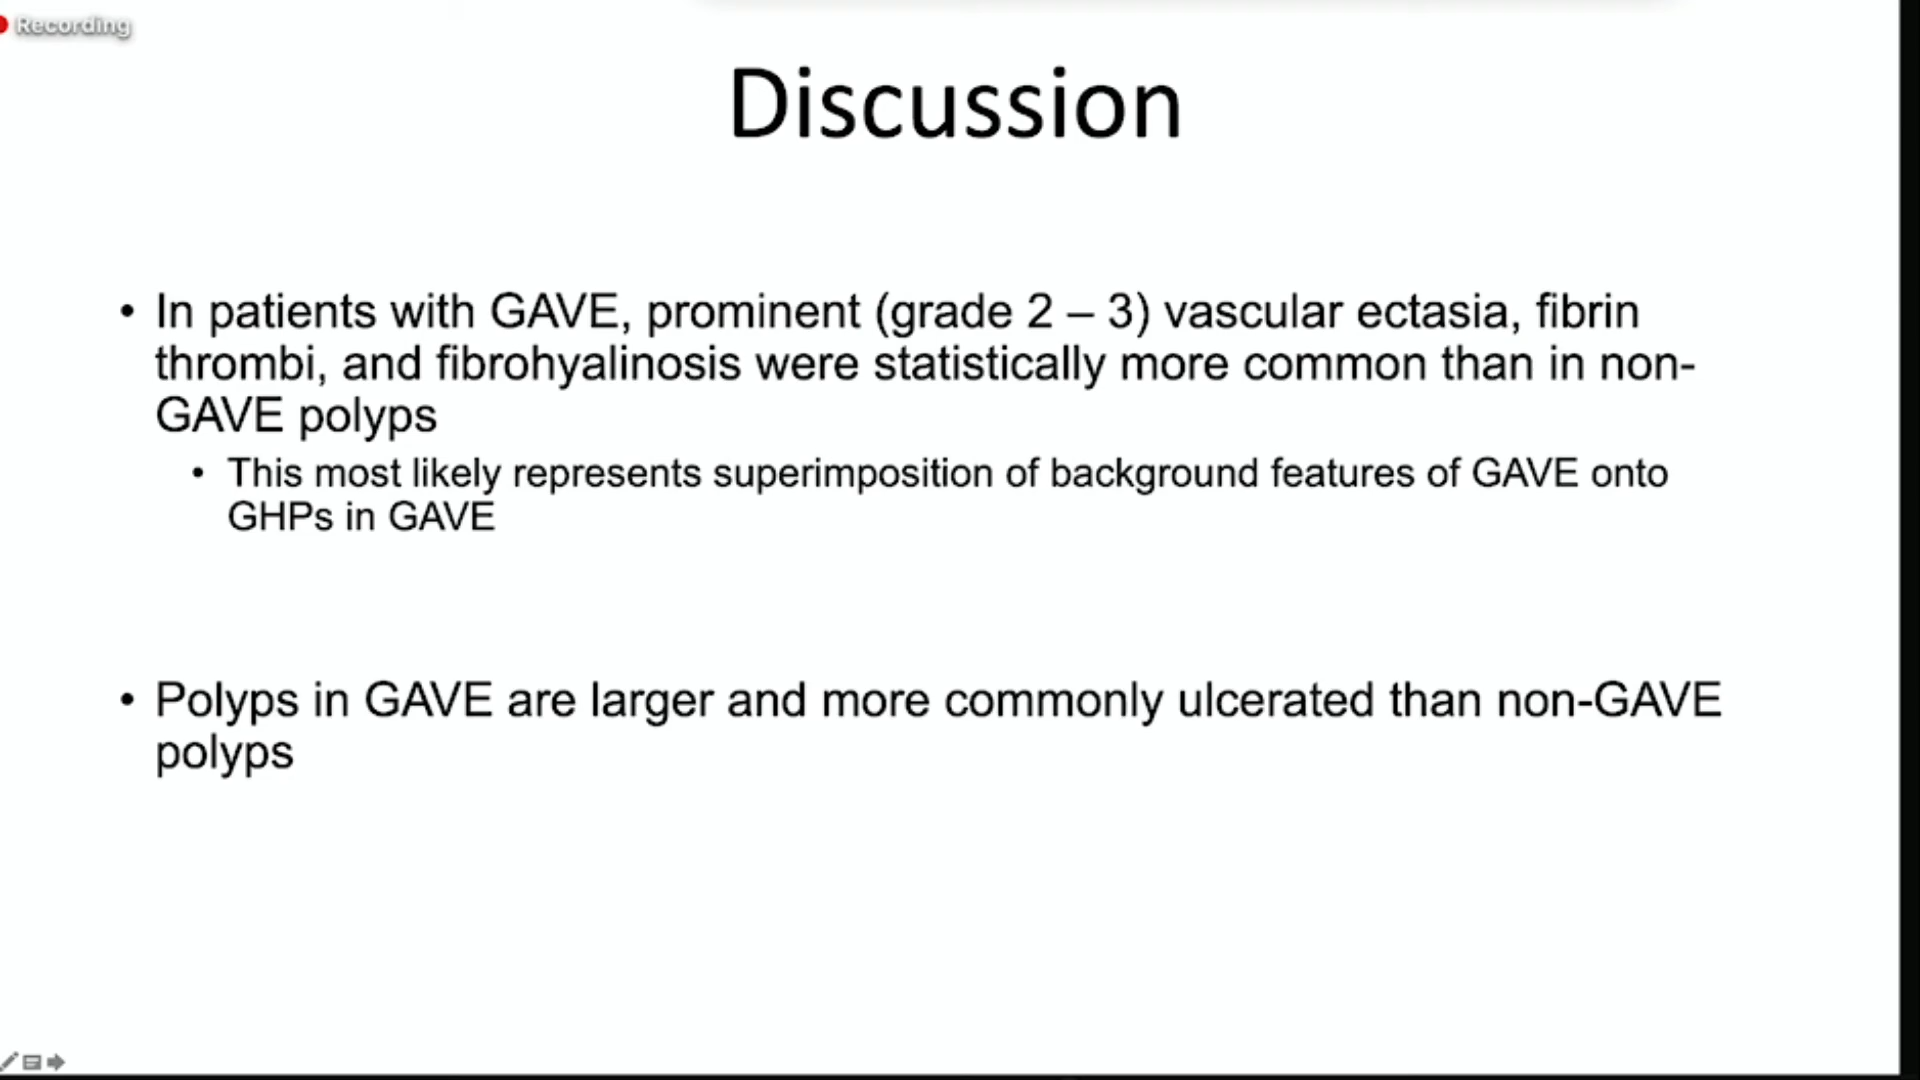 Recording
Discussion
• In patients with GAVE, prominent (grade 2 – 3) vascular ectasia, fibrin
thrombi, and fibrohyalinosis were statistically more common than in non-
GAVE polyps
• This most likely represents superimposition of background features of GAVE onto
GHPs in GAVE
• Polyps in GAVE are larger and more commonly ulcerated than non-GAVE
polyps